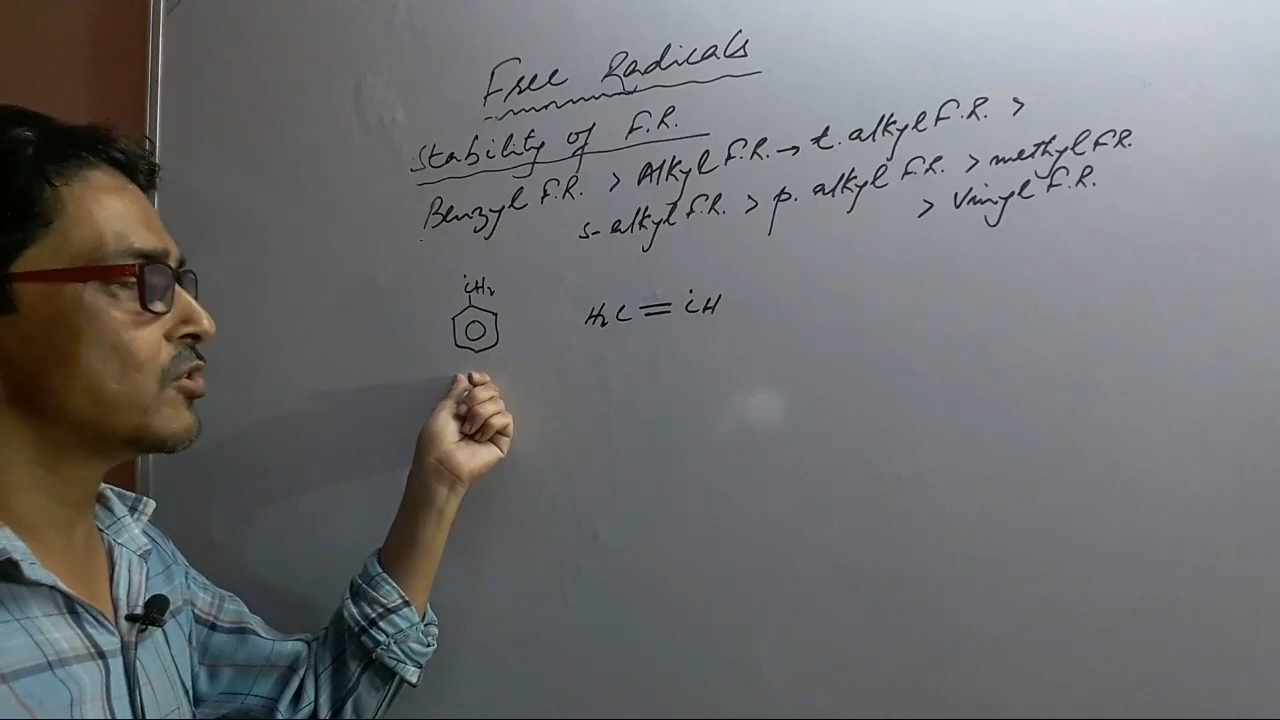 Free Radicals
Stability of F.R.
Benzyl F.R. > Alkyl F.R. → t. alkyl F.R. >
s-alkyl F.R. > p. alkyl F.R. > methyl F.R.
> Vinyl F.R.
ĊH₂
H₂C = ĊH